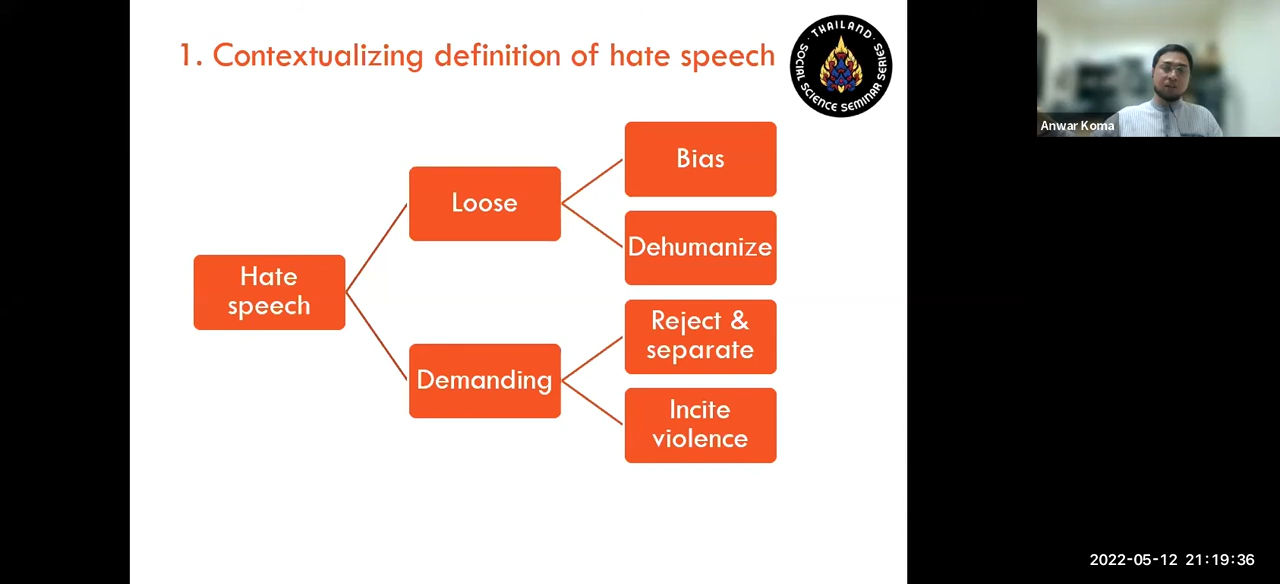 1. Contextualizing definition of hate speech
THAILAND
SOCIAL SCIENCE SEMINAR SERIES
Anwar Koma
Bias
Loose
Dehumanize
Hate
speech
Reject &
separate
Demanding
Incite
violence
2022-05-12 21:19:36